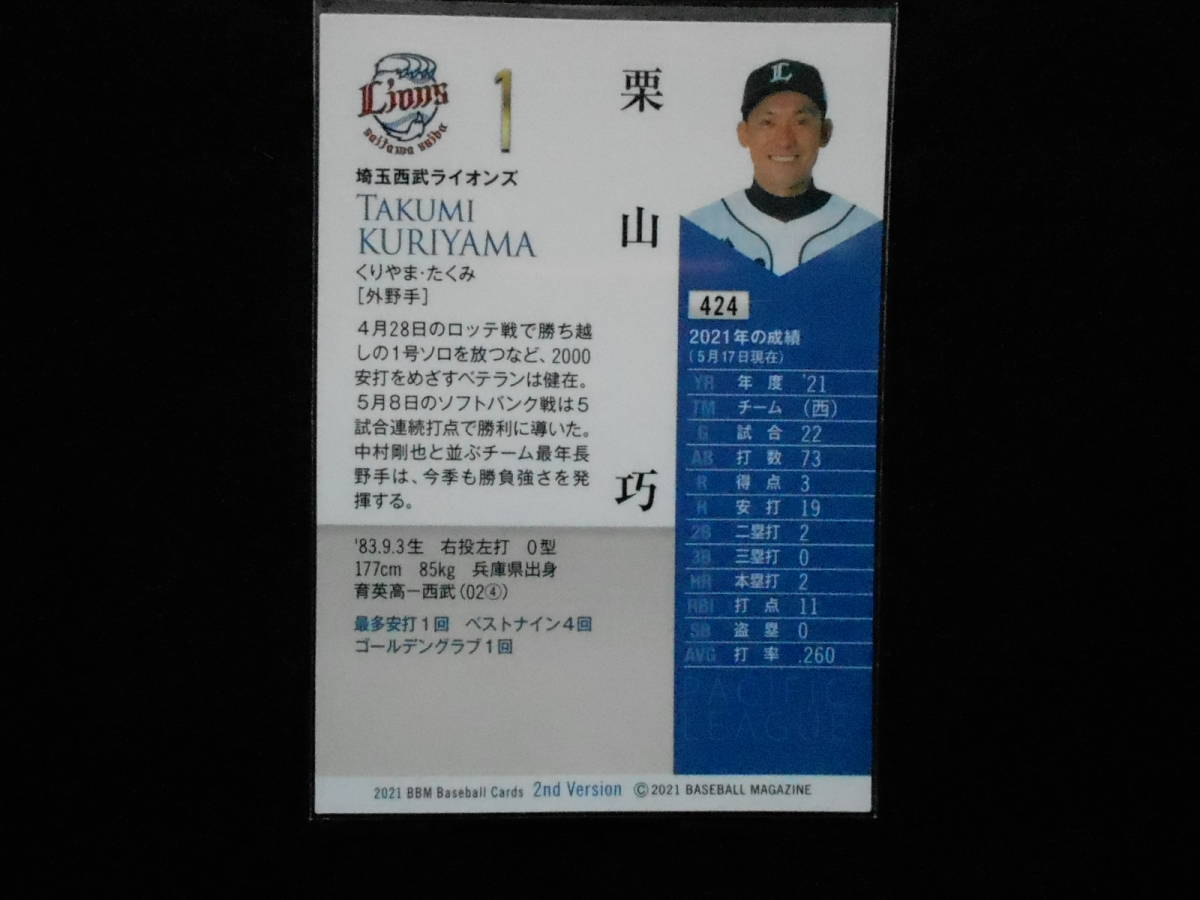 Lions
saitama seibu
1
埼玉西武ライオンズ
TAKUMI
KURIYAMA
くりやま・たくみ
[外野手]
栗山巧
4月28日のロッテ戦で勝ち越
しの1号ソロを放つなど、2000
安打をめざすベテランは健在。
5月8日のソフトバンク戦は5
試合連続打点で勝利に導いた。
中村剛也と並ぶチーム最年長
野手は、今季も勝負強さを発
揮する。
'83.9.3生 右投左打 O型
177cm 85kg 兵庫県出身
育英高－西武(02④)
最多安打1回 ベストナイン4回
ゴールデングラブ1回
L
424
2021年の成績
(5月17日現在)
YR 年度 '21
TM チーム (西)
G 試合 22
AB 打数 73
R 得点 3
H 安打 19
2B 二塁打 2
3B 三塁打 0
HR 本塁打 2
RBI 打点 11
SB 盗塁 0
AVG 打率 .260
PACIFIC
LEAGUE
2021 BBM Baseball Cards 2nd Version ©2021 BASEBALL MAGAZINE